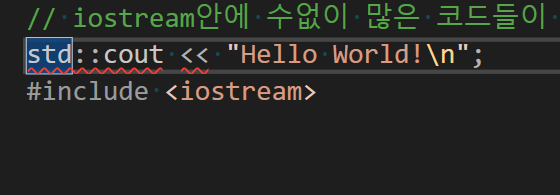 // iostream안에 수없이 많은 코드들이
std::cout << "Hello World!\n";
#include <iostream>